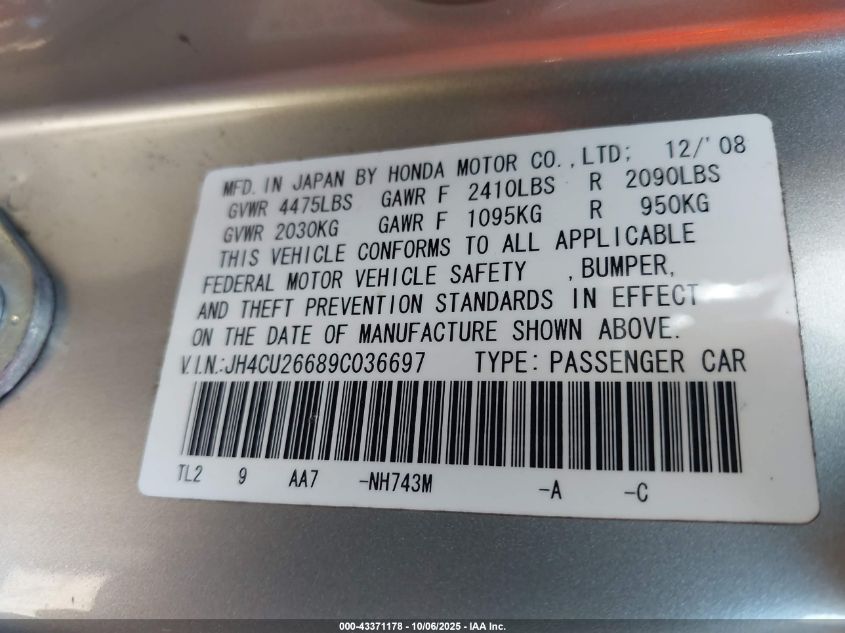 MFD. IN JAPAN BY HONDA MOTOR CO., LTD; 12/'08
GVWR 4475LBS GAWR F 2410LBS R 2090LBS
GVWR 2030KG GAWR F 1095KG R 950KG
THIS VEHICLE CONFORMS TO ALL APPLICABLE
FEDERAL MOTOR VEHICLE SAFETY , BUMPER,
AND THEFT PREVENTION STANDARDS IN EFFECT
ON THE DATE OF MANUFACTURE SHOWN ABOVE.
V.I.N.:JH4CU26689C036697 TYPE: PASSENGER CAR
TL2 9 AA7 -NH743M -A -C
000-43371178 - 10/06/2025 - IAA Inc.